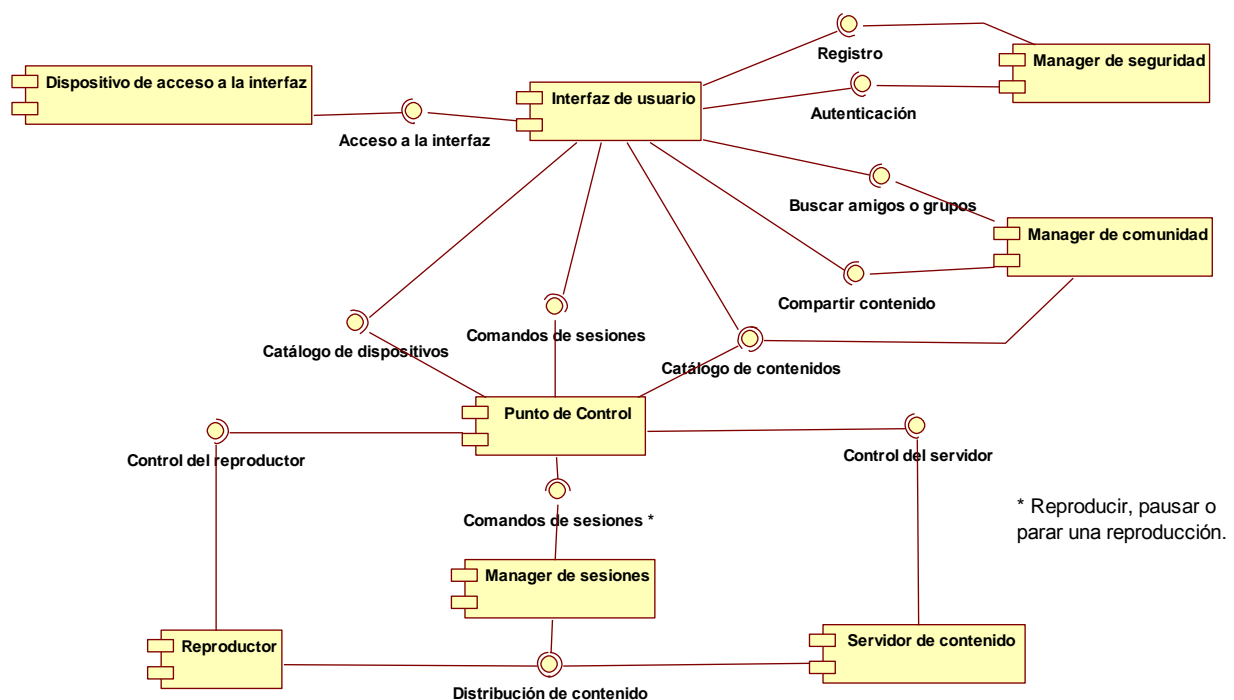 Registro
Dispositivo de acceso a la interfaz
Manager de seguridad
Interfaz de usuario
Autenticación
Acceso a la interfaz
Buscar amigos o grupos
Manager de comunidad
Compartir contenido
Comandos de sesiones
Catálogo de dispositivos
Catálogo de contenidos
Punto de Control
Control del reproductor
Control del servidor
* Reproducir, pausar o
parar una reproducción.
Comandos de sesiones *
Manager de sesiones
Reproductor
Servidor de contenido
Distribución de contenido